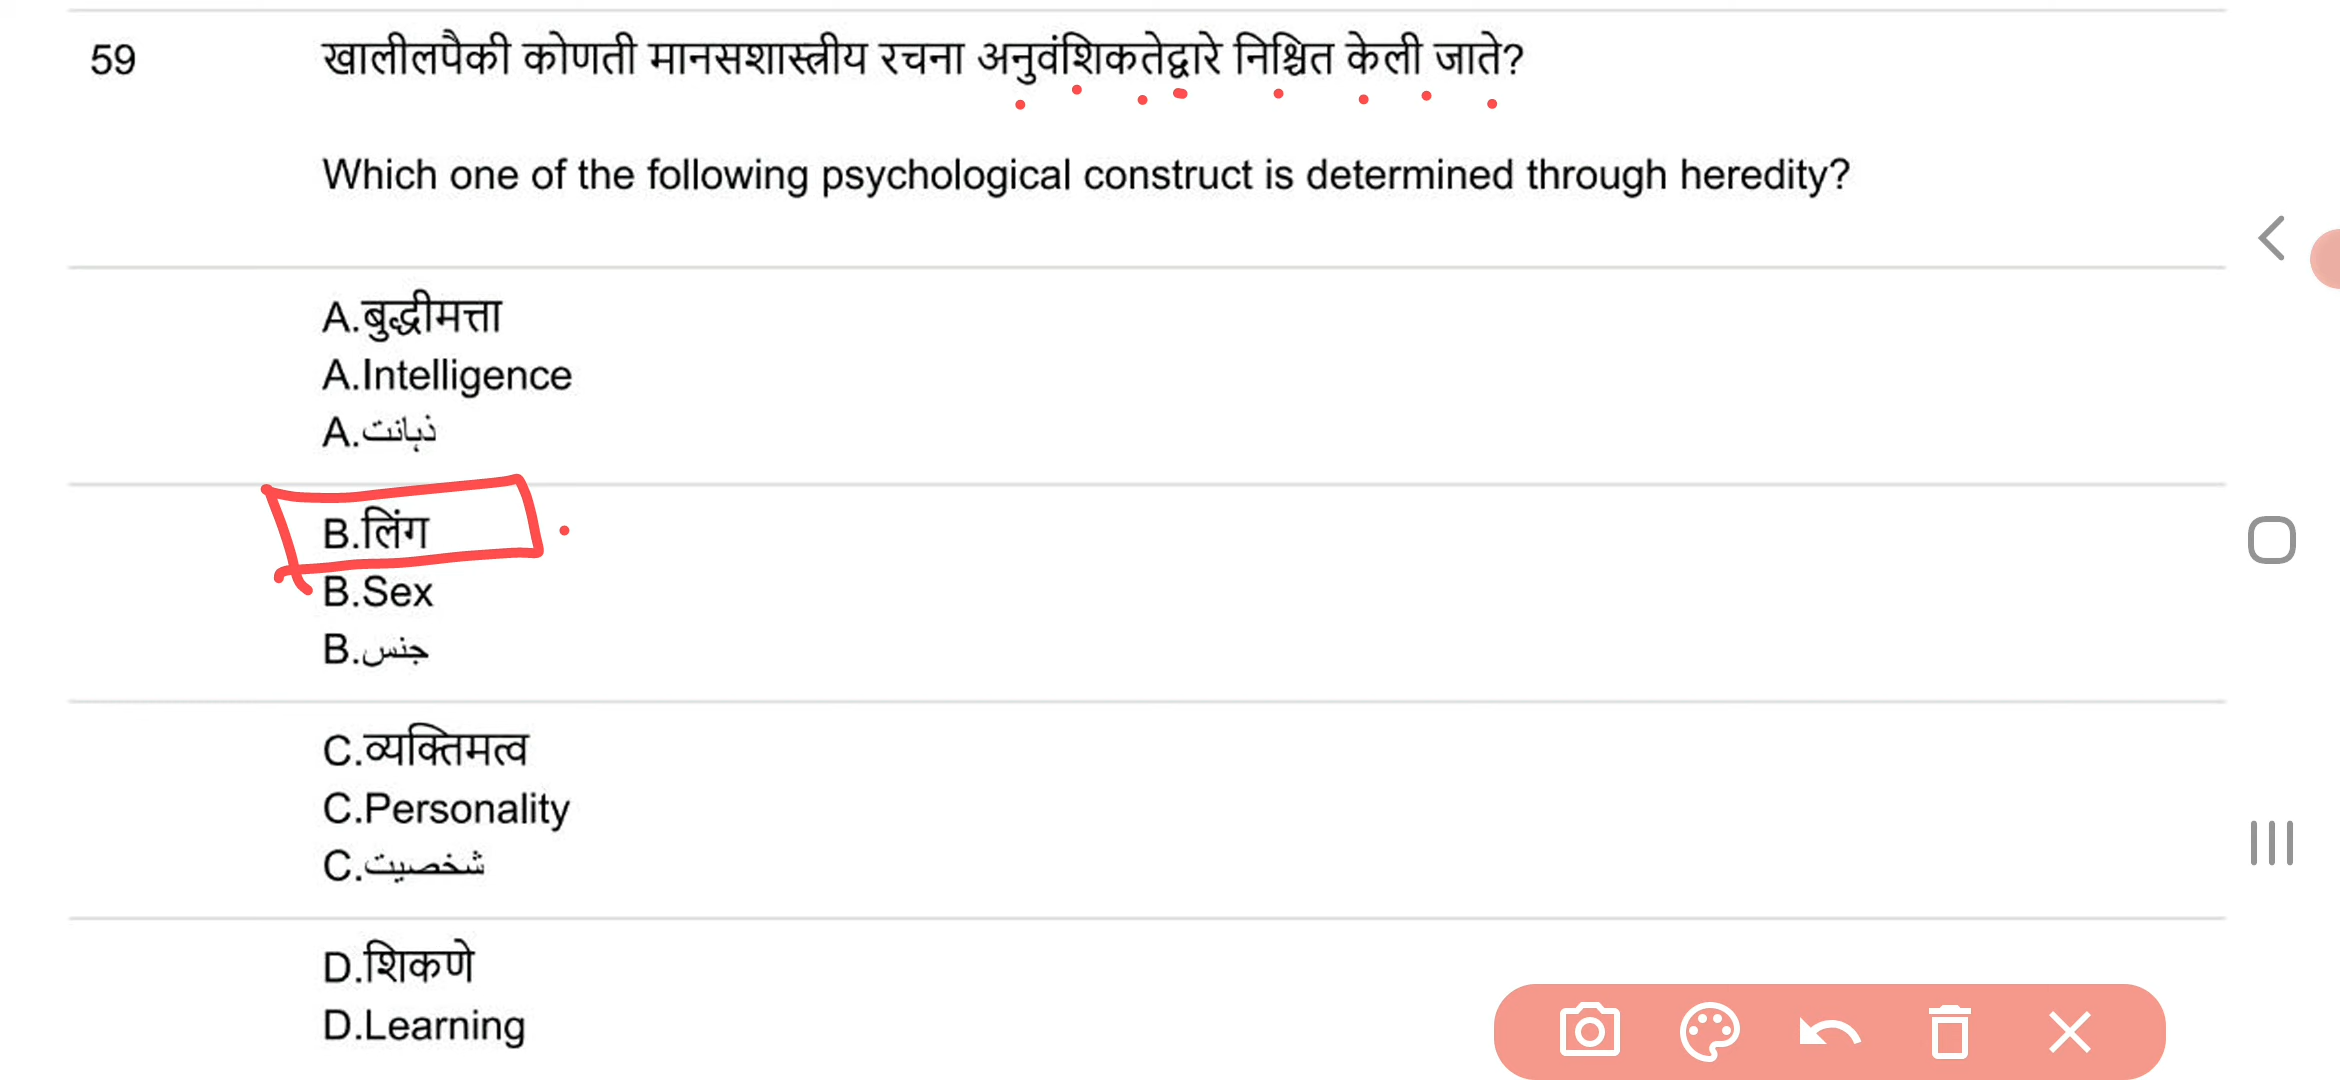 59 खालीलपैकी कोणती मानसशास्त्रीय रचना अनुवंशिकतेद्वारे निश्चित केली जाते?
Which one of the following psychological construct is determined through heredity?
A.बुद्धीमत्ता
A.Intelligence
A.ذہانت
B.लिंग
B.Sex
B.جنس
C.व्यक्तिमत्व
C.Personality
C.شخصیت
D.शिकणे
D.Learning